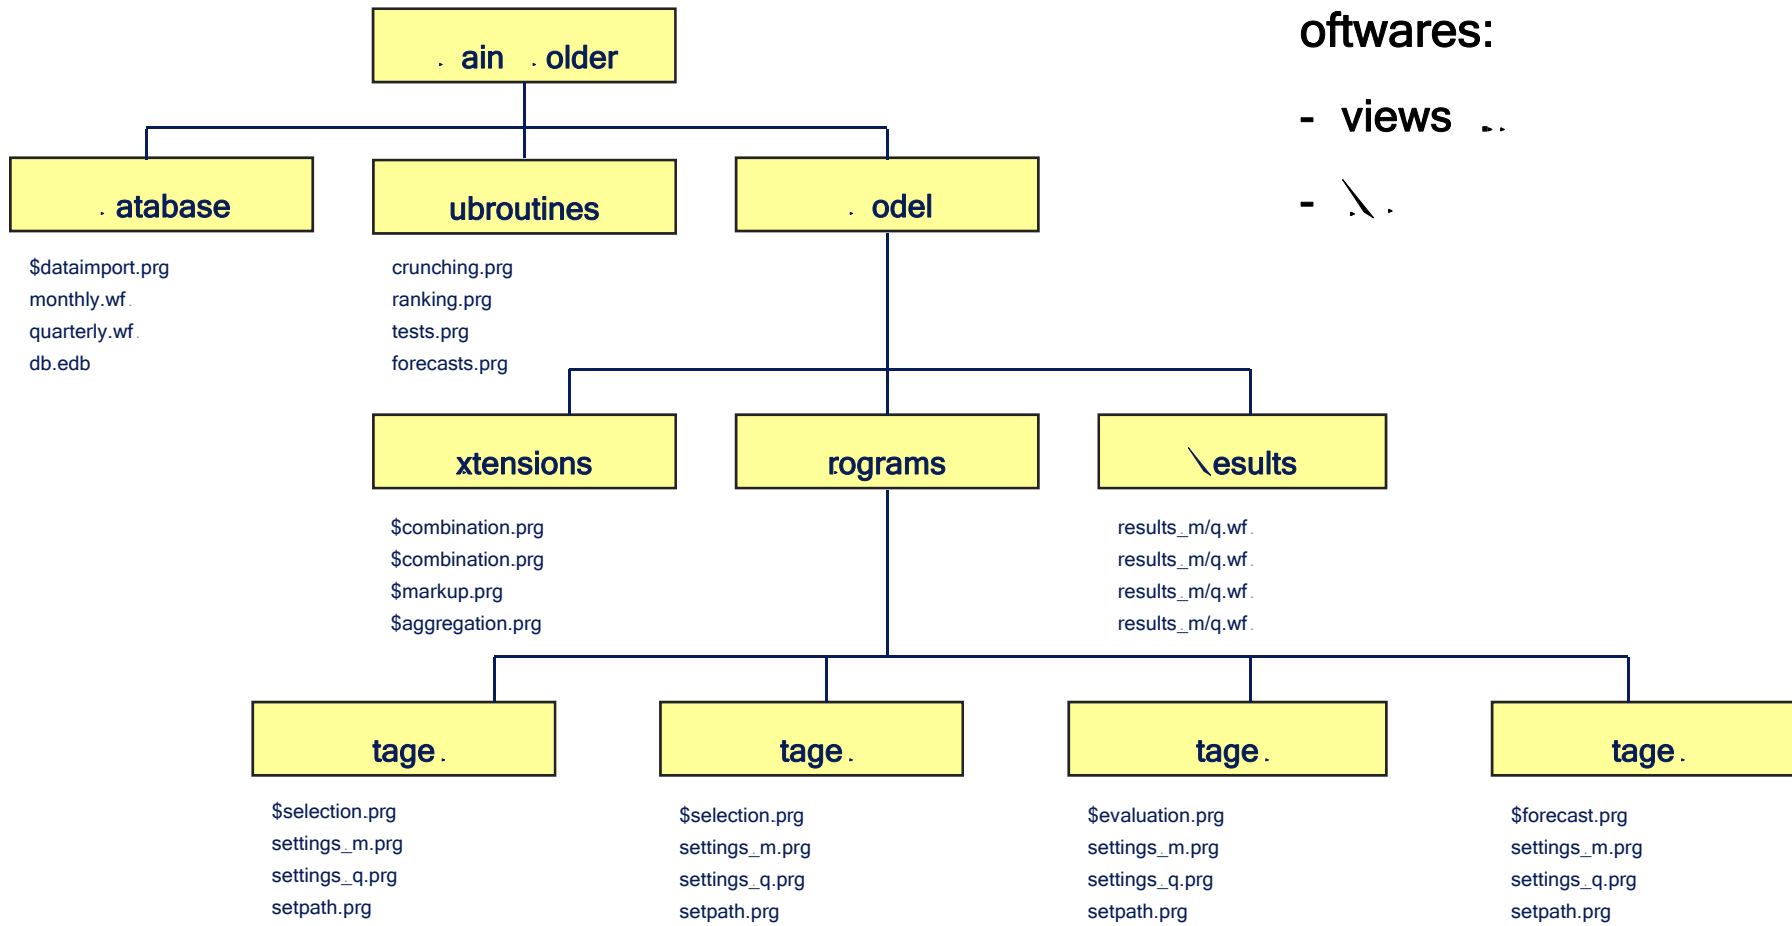 ain older
oftwares:
- views
-
atabase
ubroutines
odel
$dataimport.prg
monthly.wf
quarterly.wf
db.edb
crunching.prg
ranking.prg
tests.prg
forecasts.prg
xtensions
rograms
esults
$combination.prg
$combination.prg
$markup.prg
$aggregation.prg
results_m/q.wf
results_m/q.wf
results_m/q.wf
results_m/q.wf
tage
tage
tage
tage
$selection.prg
settings_m.prg
settings_q.prg
setpath.prg
$selection.prg
settings_m.prg
settings_q.prg
setpath.prg
$evaluation.prg
settings_m.prg
settings_q.prg
setpath.prg
$forecast.prg
settings_m.prg
settings_q.prg
setpath.prg